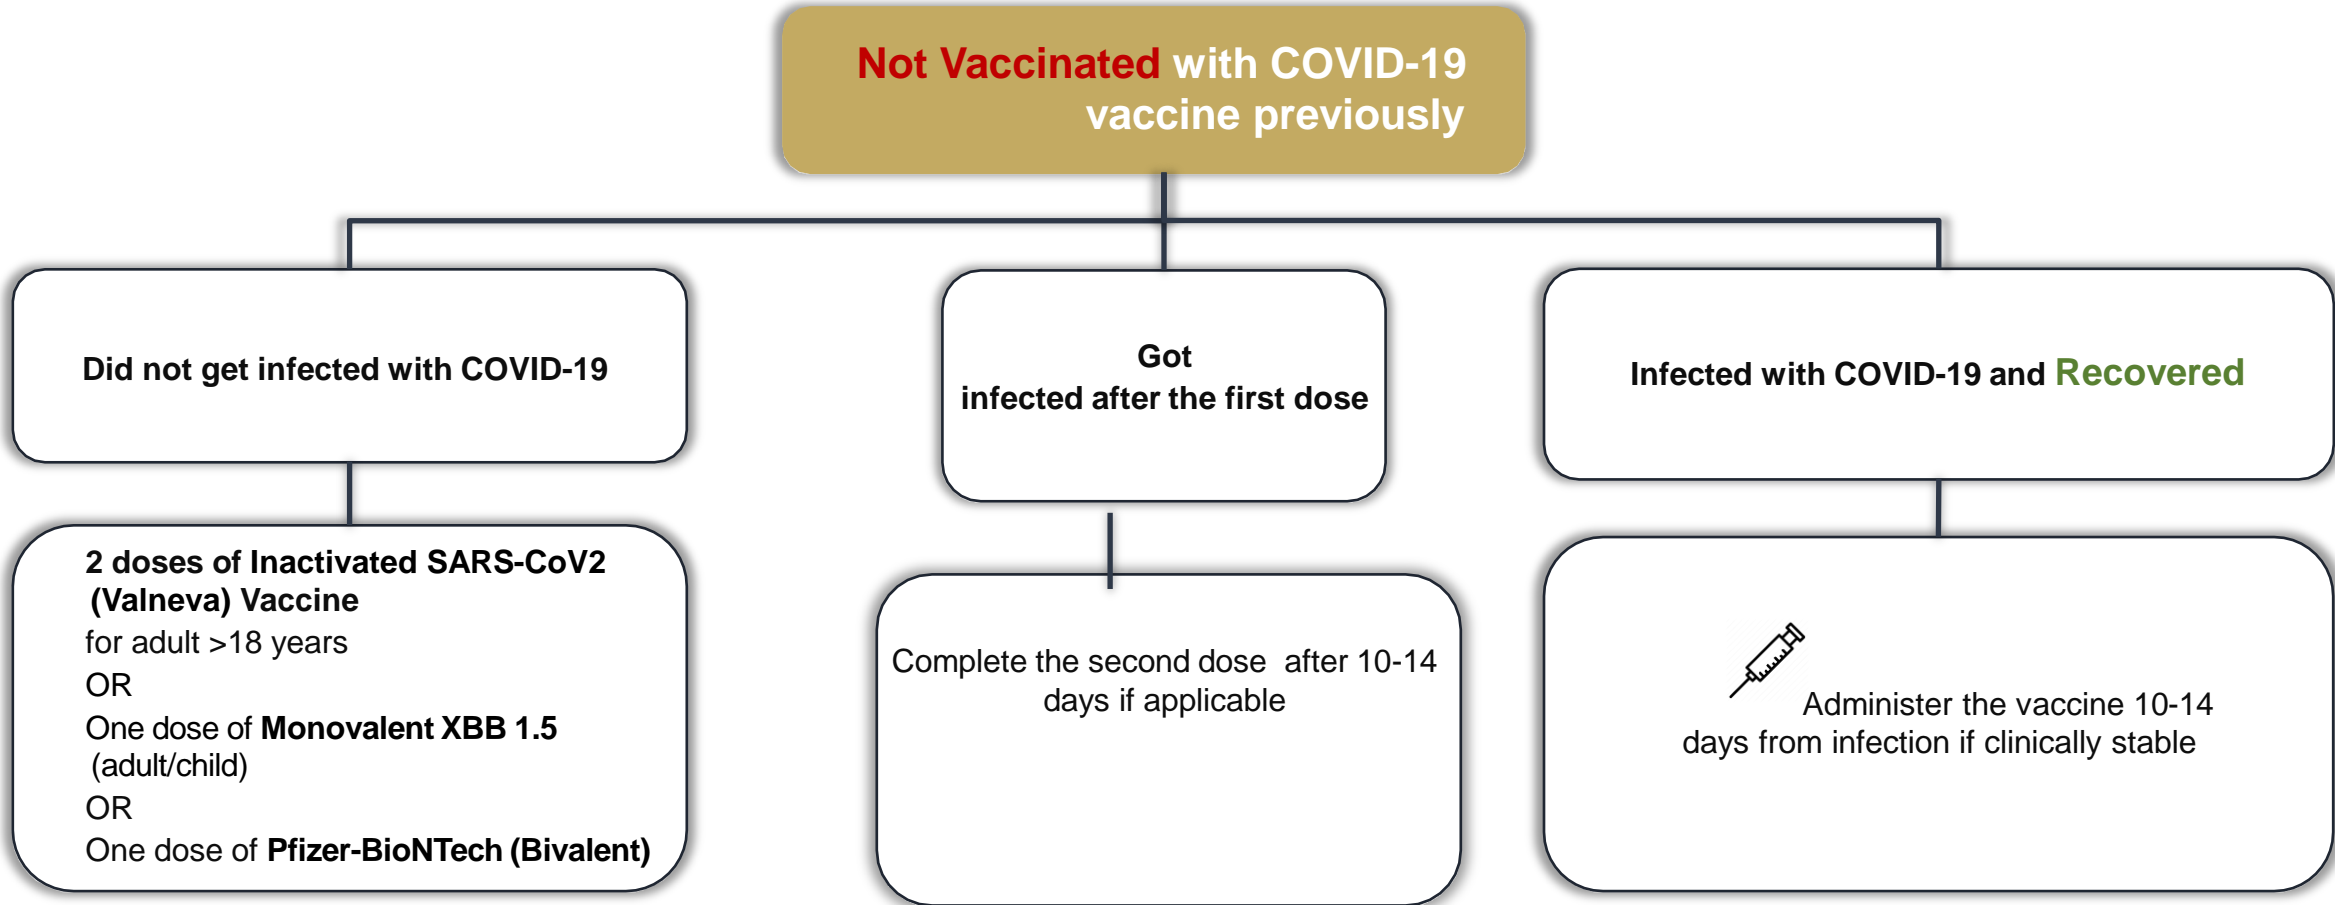 Not Vaccinated with COVID-19
vaccine previously
Did not get infected with COVID-19
Got
infected after the first dose
Infected with COVID-19 and Recovered
2 doses of Inactivated SARS-CoV2
(Valneva) Vaccine
for adult >18 years
OR
One dose of Monovalent XBB 1.5
(adult/child)
OR
One dose of Pfizer-BioNTech (Bivalent)
Complete the second dose after 10-14
days if applicable
Administer the vaccine 10-14
days from infection if clinically stable